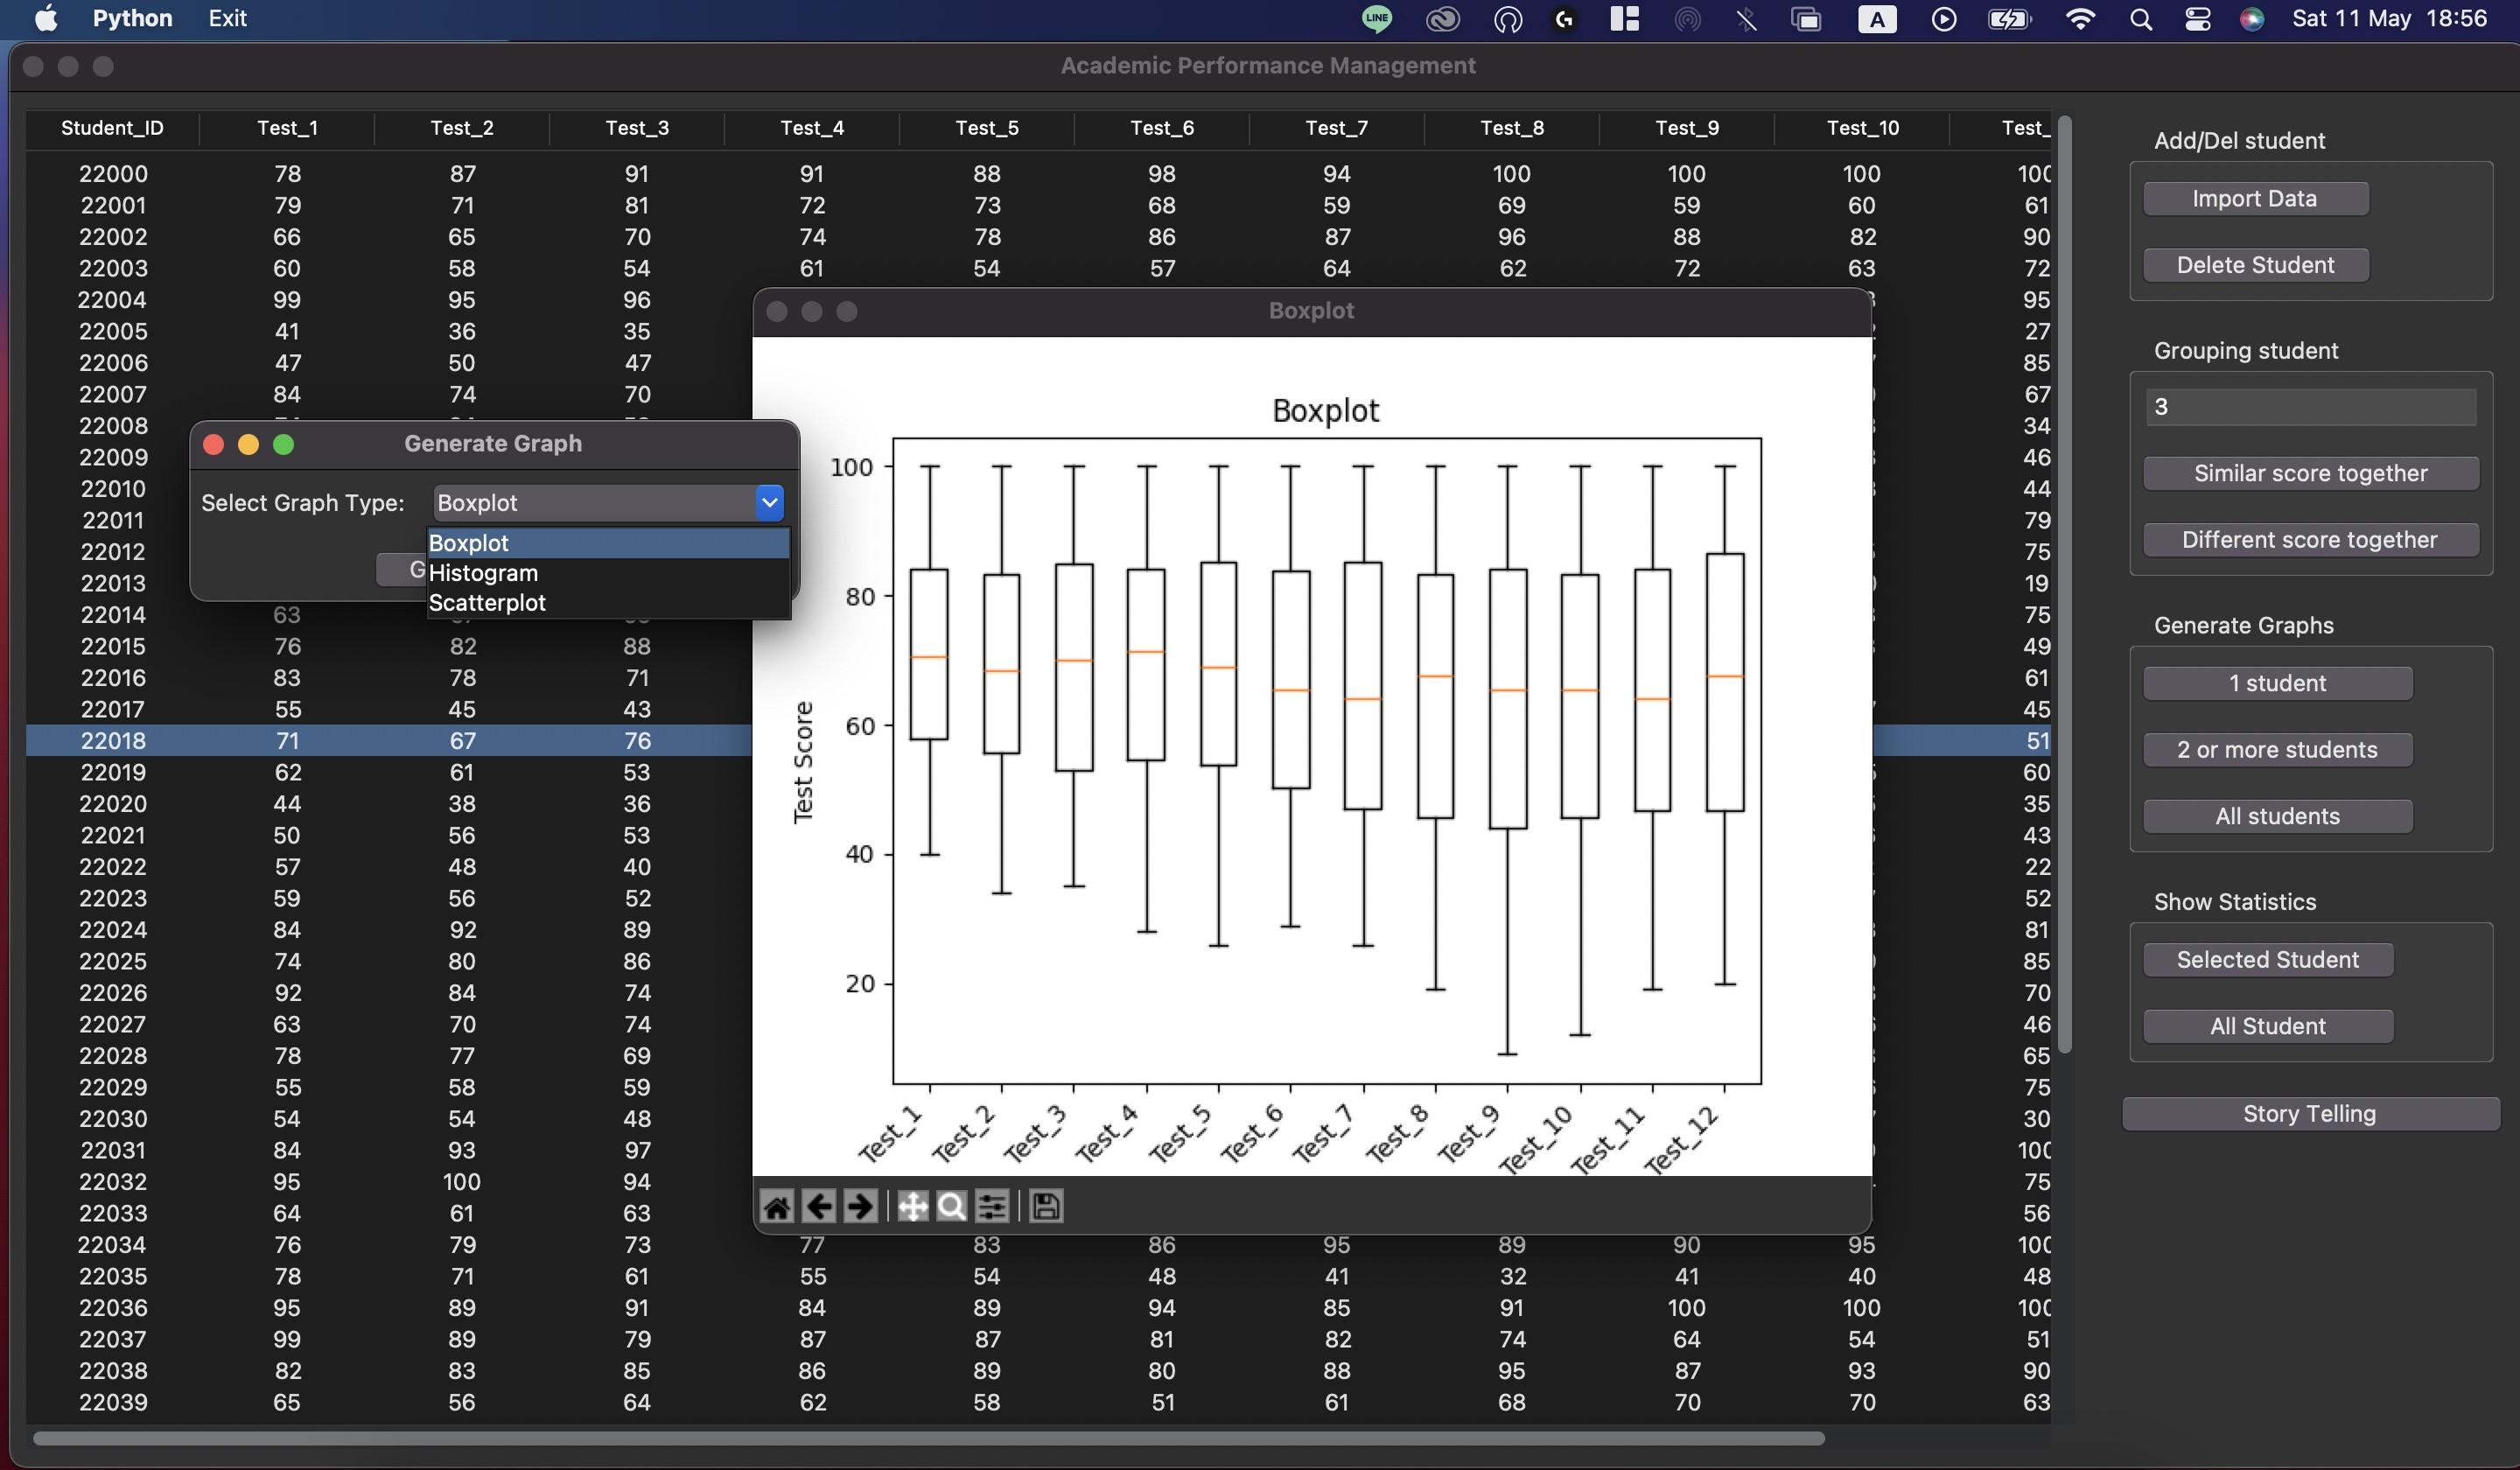 Python Exit LINE A Sat 11 May 18:56
Academic Performance Management
Student_ID Test_1 Test_2 Test_3 Test_4 Test_5 Test_6 Test_7 Test_8 Test_9 Test_10 Test_
22000 78 87 91 91 88 98 94 100 100 100 100
22001 79 71 81 72 73 68 59 69 59 60 61
22002 66 65 70 74 78 86 87 96 88 82 90
22003 60 58 54 61 54 57 64 62 72 63 72
22004 99 95 96 95
22005 41 36 35 27
22006 47 50 47 85
22007 84 74 70 67
22008 34
22009 46
22010 44
22011 79
22012 75
22013 19
22014 63 75
22015 76 82 88 49
22016 83 78 71 61
22017 55 45 43 45
22018 71 67 76 51
22019 62 61 53 60
22020 44 38 36 35
22021 50 56 53 43
22022 57 48 40 22
22023 59 56 52 52
22024 84 92 89 81
22025 74 80 86 85
22026 92 84 74 70
22027 63 70 74 46
22028 78 77 69 65
22029 55 58 59 75
22030 54 54 48 30
22031 84 93 97 100
22032 95 100 94 75
22033 64 61 63 56
22034 76 79 73 77 83 86 95 89 90 95 100
22035 78 71 61 55 54 48 41 32 41 40 48
22036 95 89 91 84 89 94 85 91 100 100 100
22037 99 89 79 87 87 81 82 74 64 54 51
22038 82 83 85 86 89 80 88 95 87 93 90
22039 65 56 64 62 58 51 61 68 70 70 63
Generate Graph
Select Graph Type: Boxplot
Boxplot
Histogram
Scatterplot
G
Boxplot
Boxplot
Test Score
100
80
60
40
20
Test_1 Test_2 Test_3 Test_4 Test_5 Test_6 Test_7 Test_8 Test_9 Test_10 Test_11 Test_12
Add/Del student
Import Data
Delete Student
Grouping student
3
Similar score together
Different score together
Generate Graphs
1 student
2 or more students
All students
Show Statistics
Selected Student
All Student
Story Telling